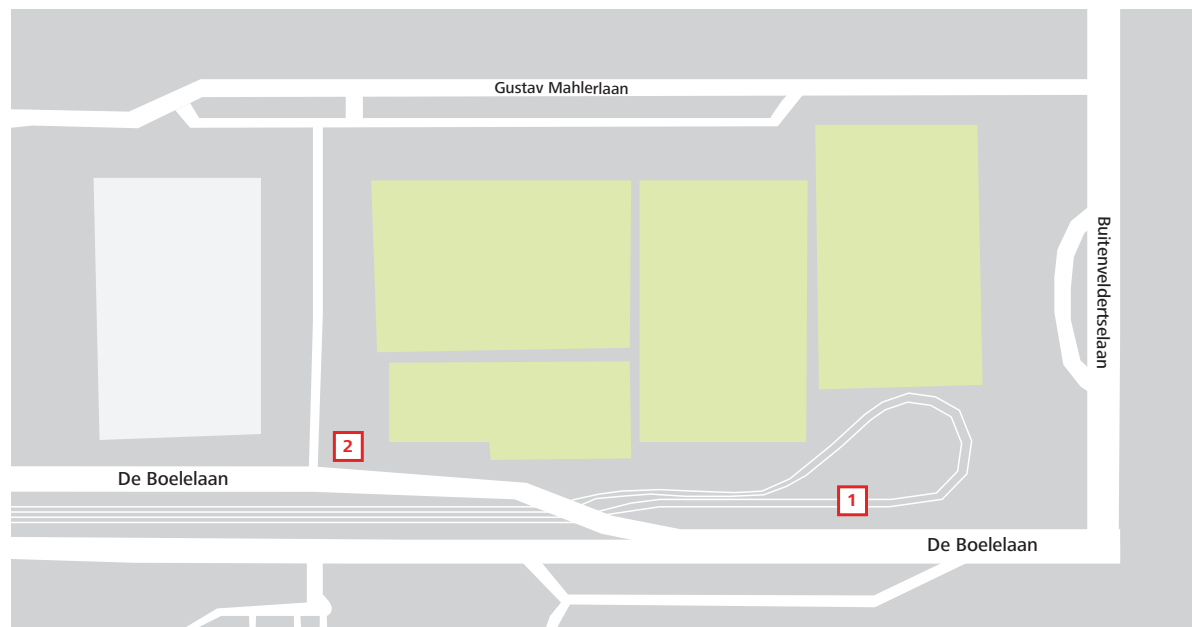 Gustav Mahlerlaan
Buitenveldertselaan
2
De Boelelaan
1
De Boelelaan